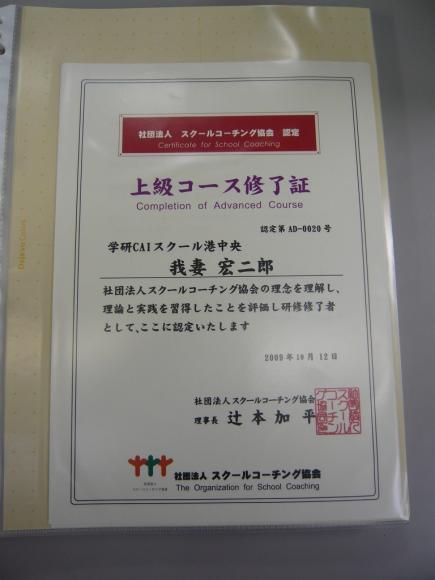 社団法人 スクールコーチング協会 認定
Certificate for School Coaching
上級コース修了証
Completion of Advanced Course
認定第 AD-0020 号
学研CAIスクール港中央
我妻 宏二郎
社団法人スクールコーチング協会の理念を理解し、
理論と実践を習得したことを評価し研修修了者
として、ここに認定いたします
2009年10月12日
社団法人スクールコーチング協会
理事長 辻本加平
社団法人 スクールコーチング協会
The Organization for School Coaching